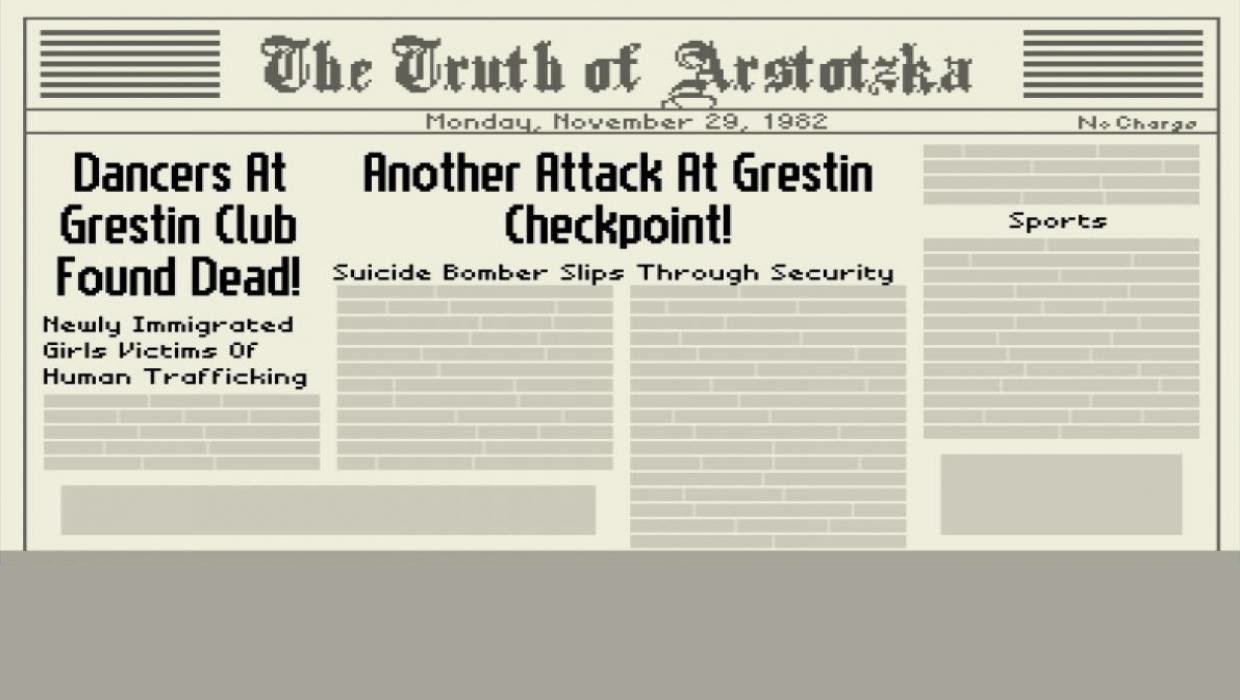 The Truth of Arstotzka
Monday, November 29, 1982
No Charge
Dancers At
Grestin Club
Found Dead!
Newly Immigrated
Girls Victims Of
Human Trafficking
Another Attack At Grestin
Checkpoint!
Suicide Bomber Slips Through Security
Sports